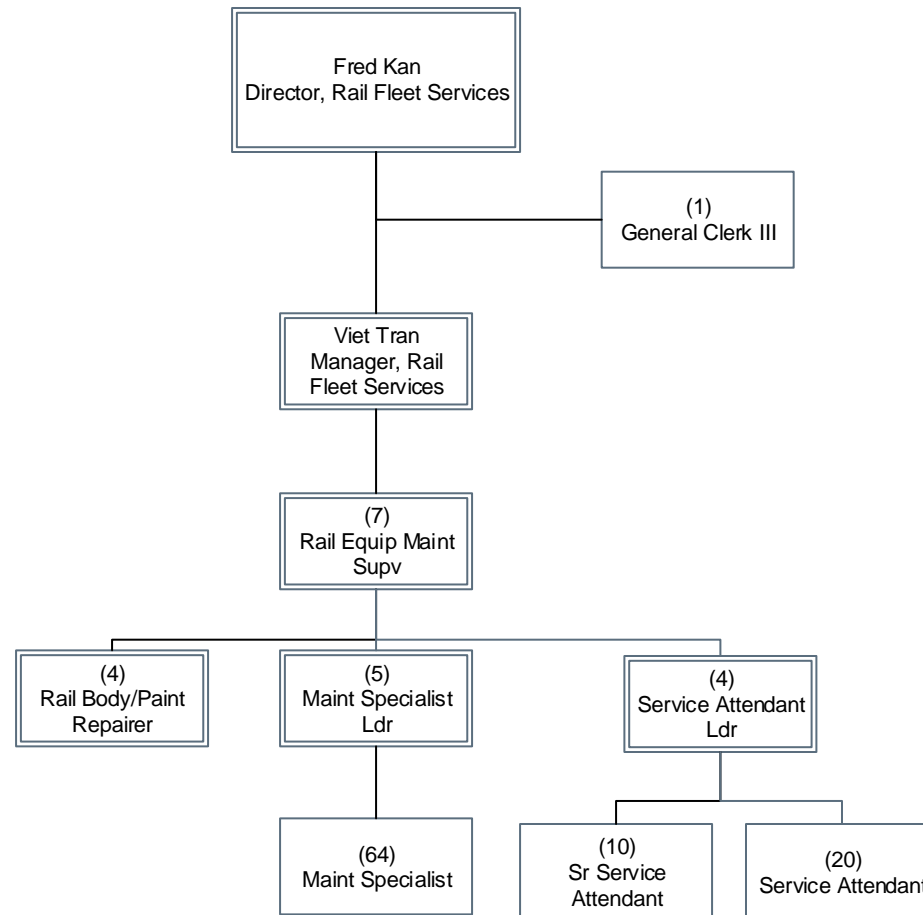 Fred Kan
Director, Rail Fleet Services
(1)
General Clerk III
Viet Tran
Manager, Rail
Fleet Services
(7)
Rail Equip Maint
Supv
(4)
Rail Body/Paint
Repairer
(5)
Maint Specialist
Ldr
(4)
Service Attendant
Ldr
(64)
Maint Specialist
(10)
Sr Service
Attendant
(20)
Service Attendant